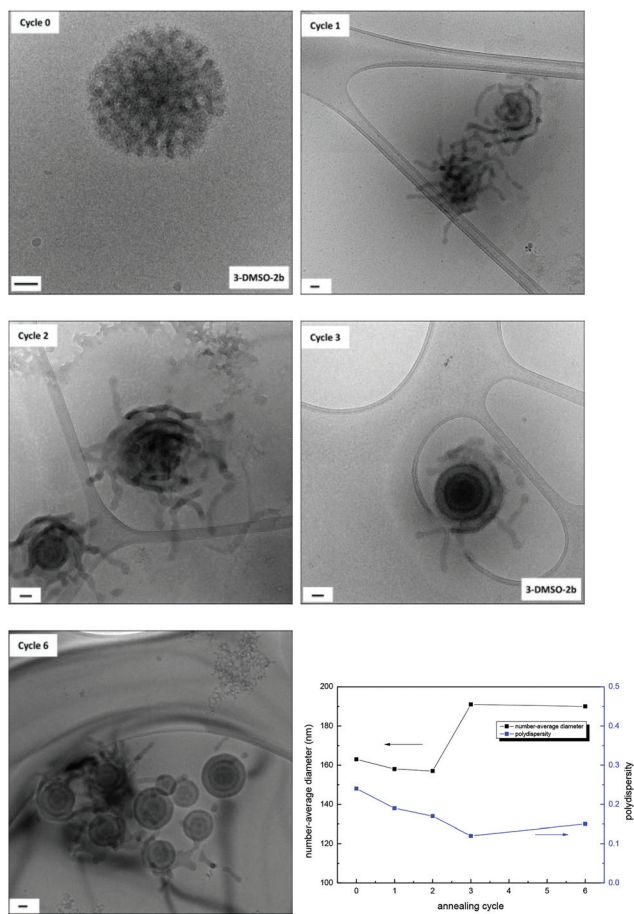 Cycle 0
3-DMSO-2b
Cycle 1
Cycle 2
Cycle 3
3-DMSO-2b
Cycle 6
200
180
160
140
120
100
number-average diameter (nm)
number-average diameter
polydispersity
0.5
0.4
0.3
0.2
0.1
0.0
polydispersity
0 1 2 3 4 5 6
annealing cycle